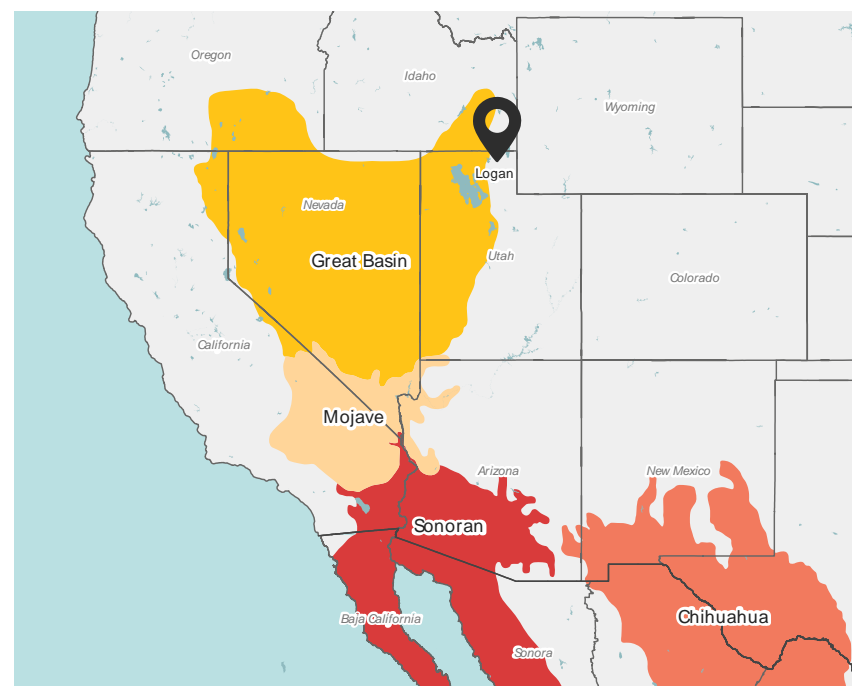 Oregon
Idaho
Wyoming
Logan
Nevada
Great Basin
Utah
Colorado
California
Mojave
Arizona
New Mexico
Sonoran
Baja California
Chihuahua
Sonora